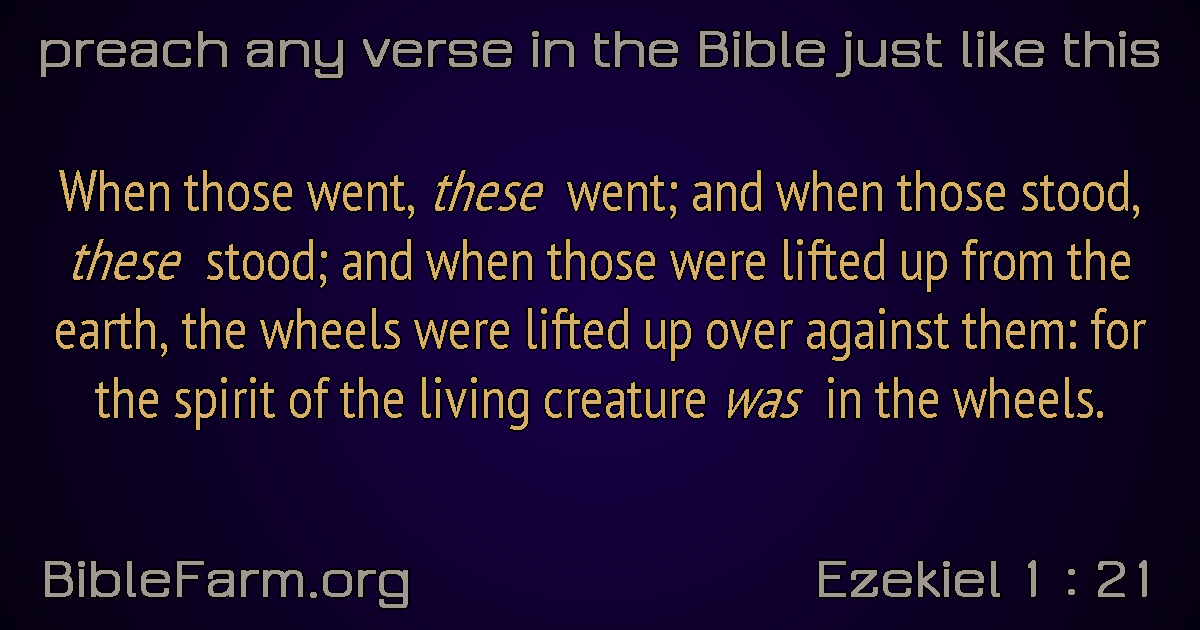 preach any verse in the Bible just like this
When those went, these went; and when those stood,
these stood; and when those were lifted up from the
earth, the wheels were lifted up over against them: for
the spirit of the living creature was in the wheels.
BibleFarm.org
Ezekiel 1 : 21